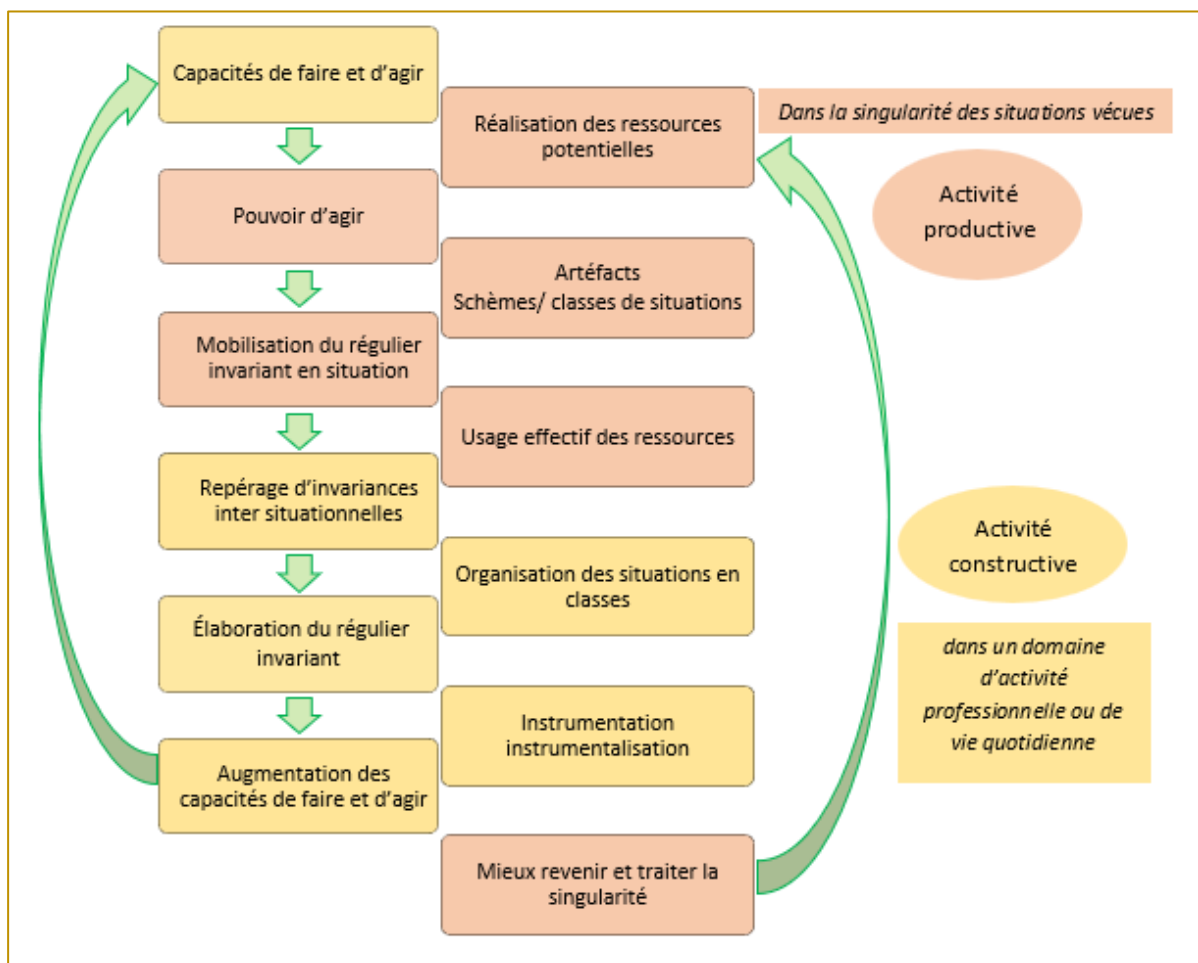 Capacités de faire et d'agir
Réalisation des ressources
potentielles
Dans la singularité des situations vécues
Pouvoir d'agir
Activité
productive
Artéfacts
Schèmes/ classes de situations
Mobilisation du régulier
invariant en situation
Usage effectif des ressources
Repérage d'invariances
inter situationnelles
Activité
constructive
Organisation des situations en
classes
Élaboration du régulier
invariant
dans un domaine
d'activité
professionnelle ou de
vie quotidienne
Instrumentation
instrumentalisation
Augmentation des
capacités de faire et d'agir
Mieux revenir et traiter la
singularité